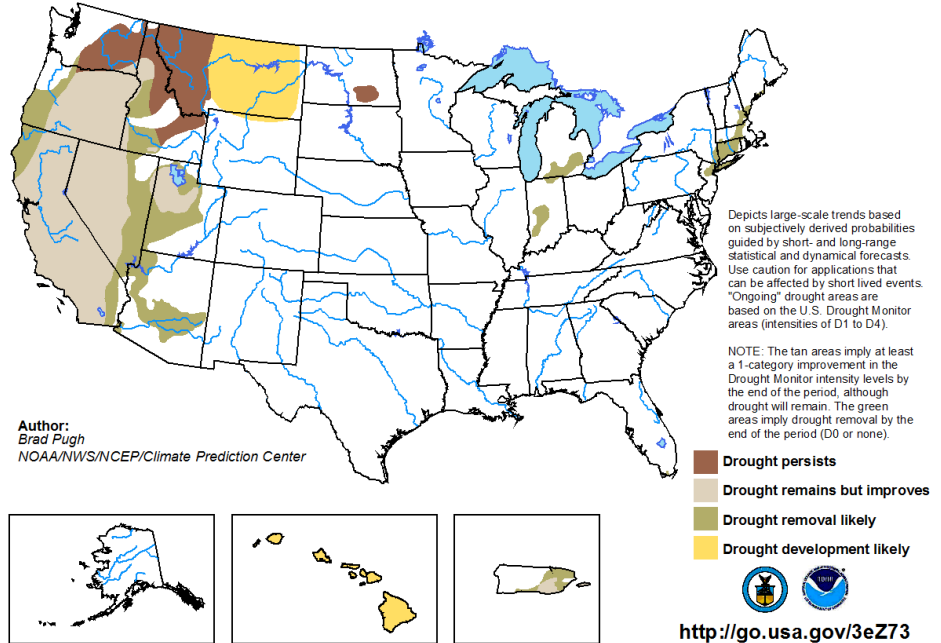 Depicts large-scale trends based
on subjectively derived probabilities
guided by short- and long-range
statistical and dynamical forecasts.
Use caution for applications that
can be affected by short lived events.
"Ongoing" drought areas are
based on the U.S. Drought Monitor
areas (intensities of D1 to D4).
NOTE: The tan areas imply at least
a 1-category improvement in the
Drought Monitor intensity levels by
the end of the period, although
drought will remain. The green
areas imply drought removal by the
end of the period (D0 or none).
Author:
Brad Pugh
NOAA/NWS/NCEP/Climate Prediction Center
Drought persists
Drought remains but improves
Drought removal likely
Drought development likely
http://go.usa.gov/3eZ73